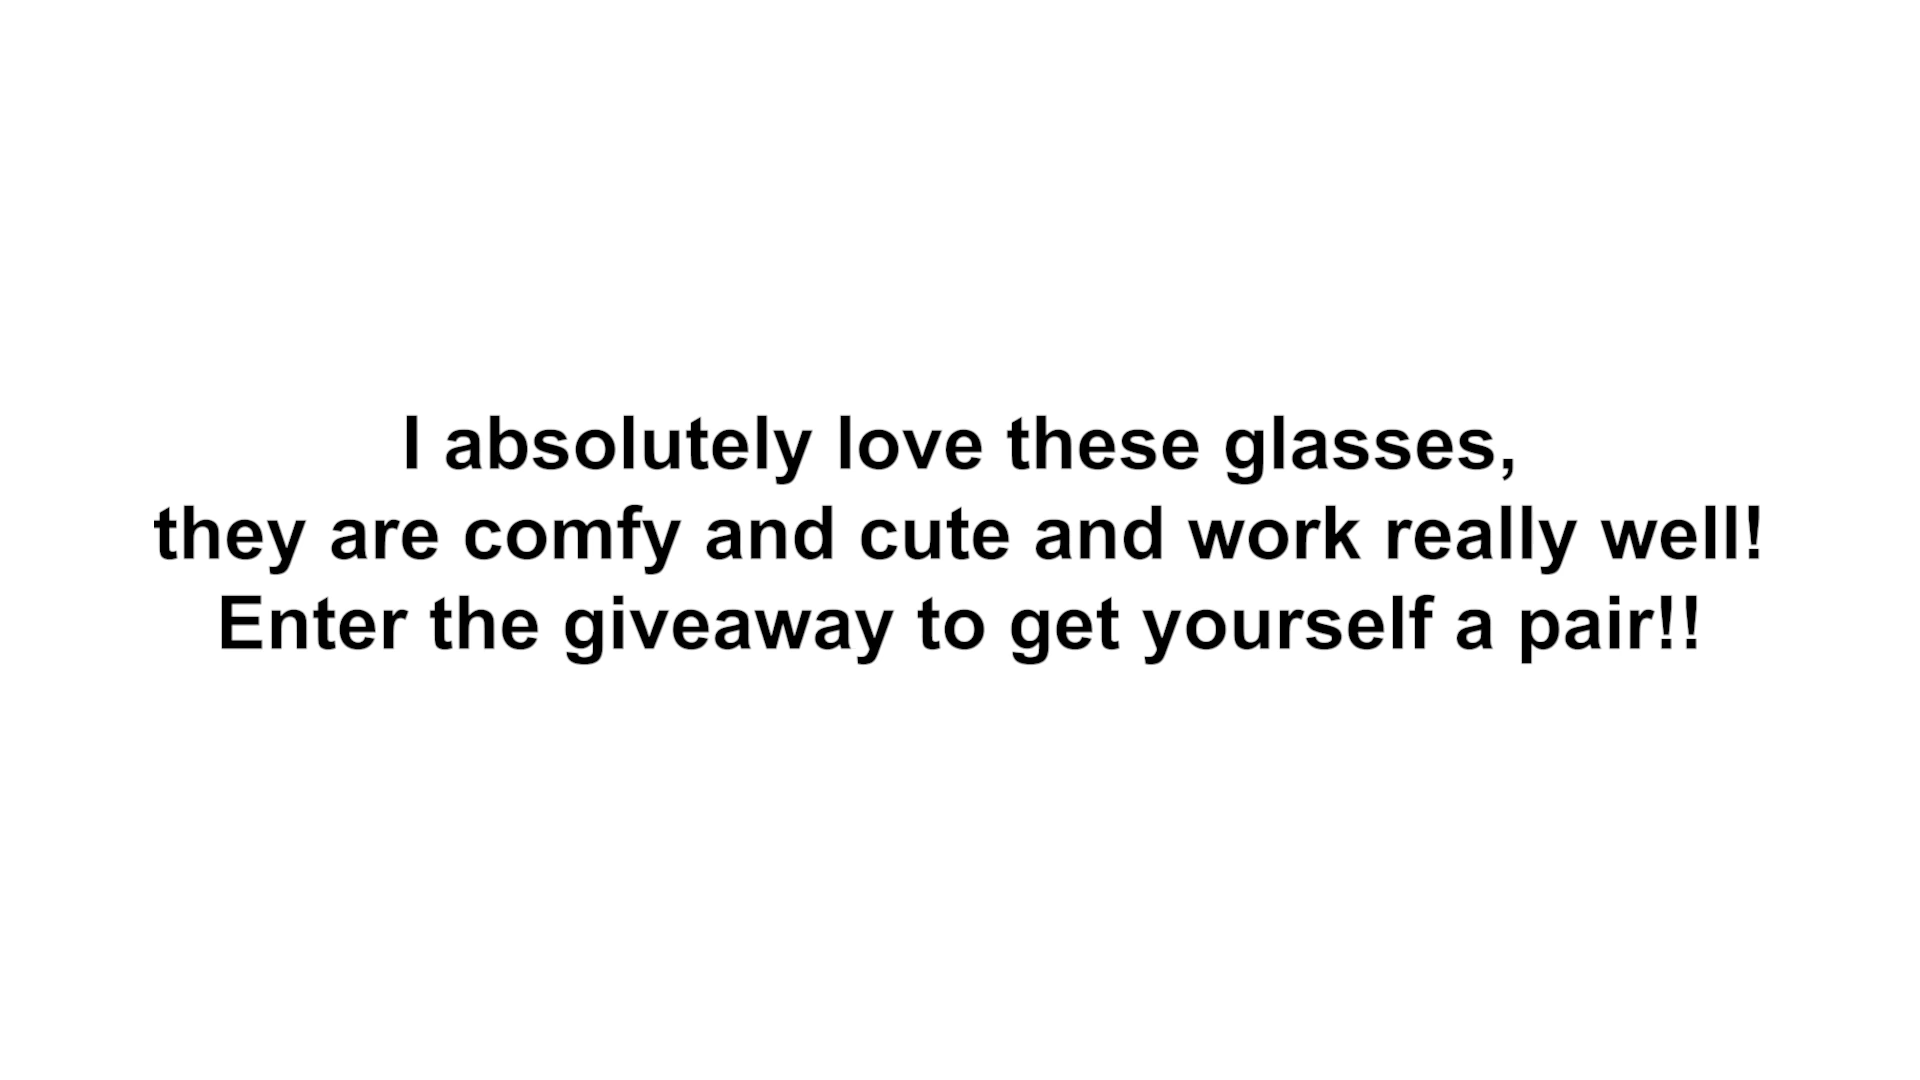 I absolutely love these glasses,
they are comfy and cute and work really well!
Enter the giveaway to get yourself a pair!!